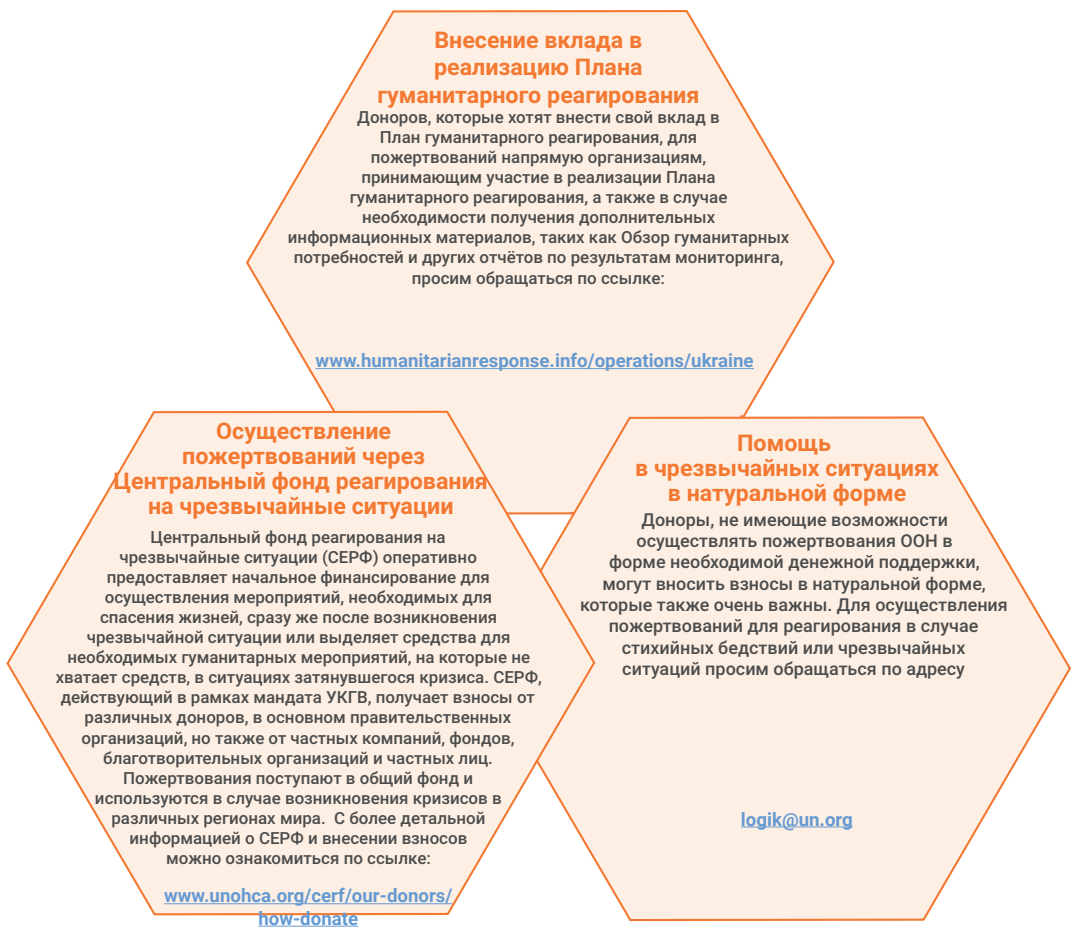 Внесение вклада в
реализацию Плана
гуманитарного реагирования
Доноров, которые хотят внести свой вклад в
План гуманитарного реагирования, для
пожертвований напрямую организациям,
принимающим участие в реализации Плана
гуманитарного реагирования, а также в случае
необходимости получения дополнительных
информационных материалов, таких как Обзор гуманитарных
потребностей и других отчётов по результатам мониторинга,
просим обращаться по ссылке:
www.humanitarianresponse.info/operations/ukraine
Осуществление
пожертвований через
Центральный фонд реагирования
на чрезвычайные ситуации
Центральный фонд реагирования на
чрезвычайные ситуации (СЕРФ) оперативно
предоставляет начальное финансирование для
осуществления мероприятий, необходимых для
спасения жизней, сразу же после возникновения
чрезвычайной ситуации или выделяет средства для
необходимых гуманитарных мероприятий, на которые не
хватает средств, в ситуациях затянувшегося кризиса. СЕРФ,
действующий в рамках мандата УКГВ, получает взносы от
различных доноров, в основном правительственных
организаций, но также от частных компаний, фондов,
благотворительных организаций и частных лиц.
Пожертвования поступают в общий фонд и
используются в случае возникновения кризисов в
различных регионах мира. С более детальной
информацией о СЕРФ и внесении взносов
можно ознакомиться по ссылке:
www.unohca.org/cerf/our-donors/
how-donate
Помощь
в чрезвычайных ситуациях
в натуральной форме
Доноры, не имеющие возможности
осуществлять пожертвования ООН в
форме необходимой денежной поддержки,
могут вносить взносы в натуральной форме,
которые также очень важны. Для осуществления
пожертвований для реагирования в случае
стихийных бедствий или чрезвычайных
ситуаций просим обращаться по адресу
logik@un.org